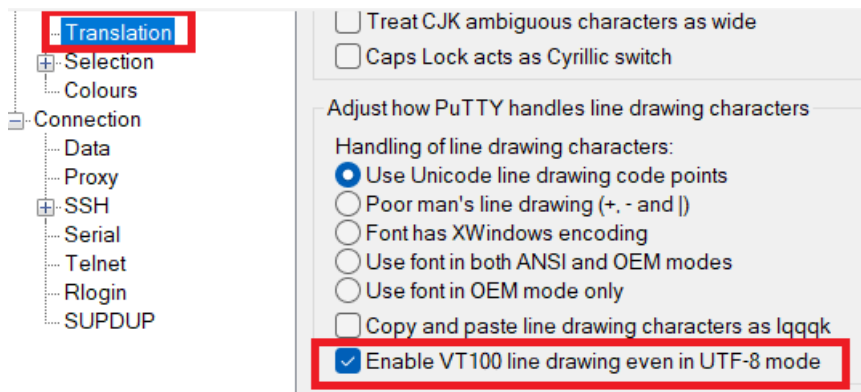 Translation
Selection
Colours
Connection
Data
Proxy
SSH
Serial
Telnet
Rlogin
SUPDUP
Treat CJK ambiguous characters as wide
Caps Lock acts as Cyrillic switch
Adjust how PuTTY handles line drawing characters
Handling of line drawing characters:
Use Unicode line drawing code points
Poor man's line drawing (+, - and |)
Font has XWindows encoding
Use font in both ANSI and OEM modes
Use font in OEM mode only
Copy and paste line drawing characters as lqqqk
Enable VT100 line drawing even in UTF-8 mode